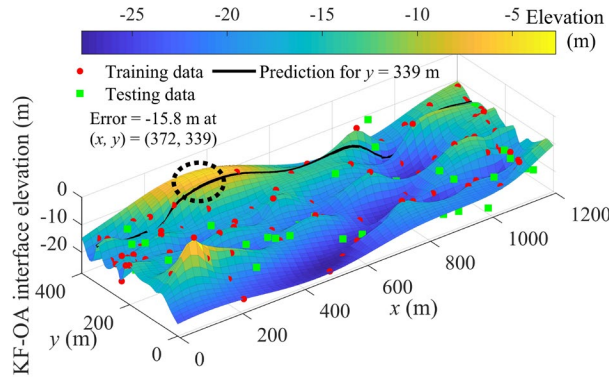 -25 -20 -15 -10 -5 Elevation
(m)
Training data Prediction for y = 339 m
Testing data
Error = -15.8 m at
(x, y) = (372, 339)
KF-OA interface elevation (m)
0
-10
-20
400
200
0
y (m)
0
200
400
600
800
1000
1200
x (m)